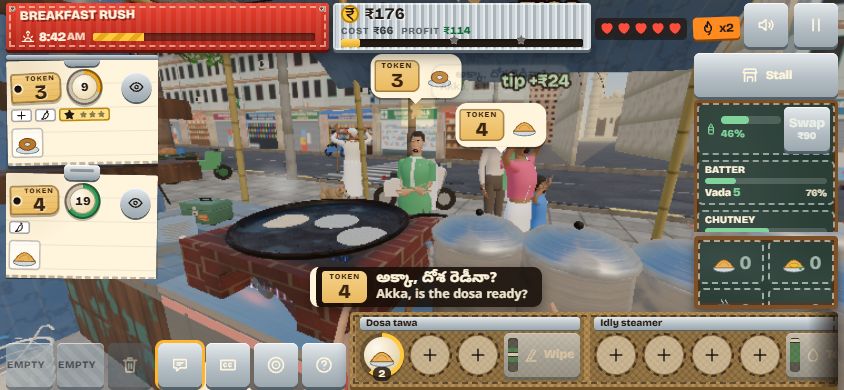 BREAKFAST RUSH
8:42AM
₹176
COST ₹66 PROFIT ₹114
x2
TOKEN
3
9
TOKEN
4
19
TOKEN
3
TOKEN
4
tip +₹24
Stall
46%
Swap
₹90
BATTER
Vada 5
76%
CHUTNEY
0
0
TOKEN
4
అక్కా, దోశ రెడీనా?
Akka, is the dosa ready?
EMPTY
EMPTY
CC
?
Dosa tawa
2
Wipe
Idly steamer